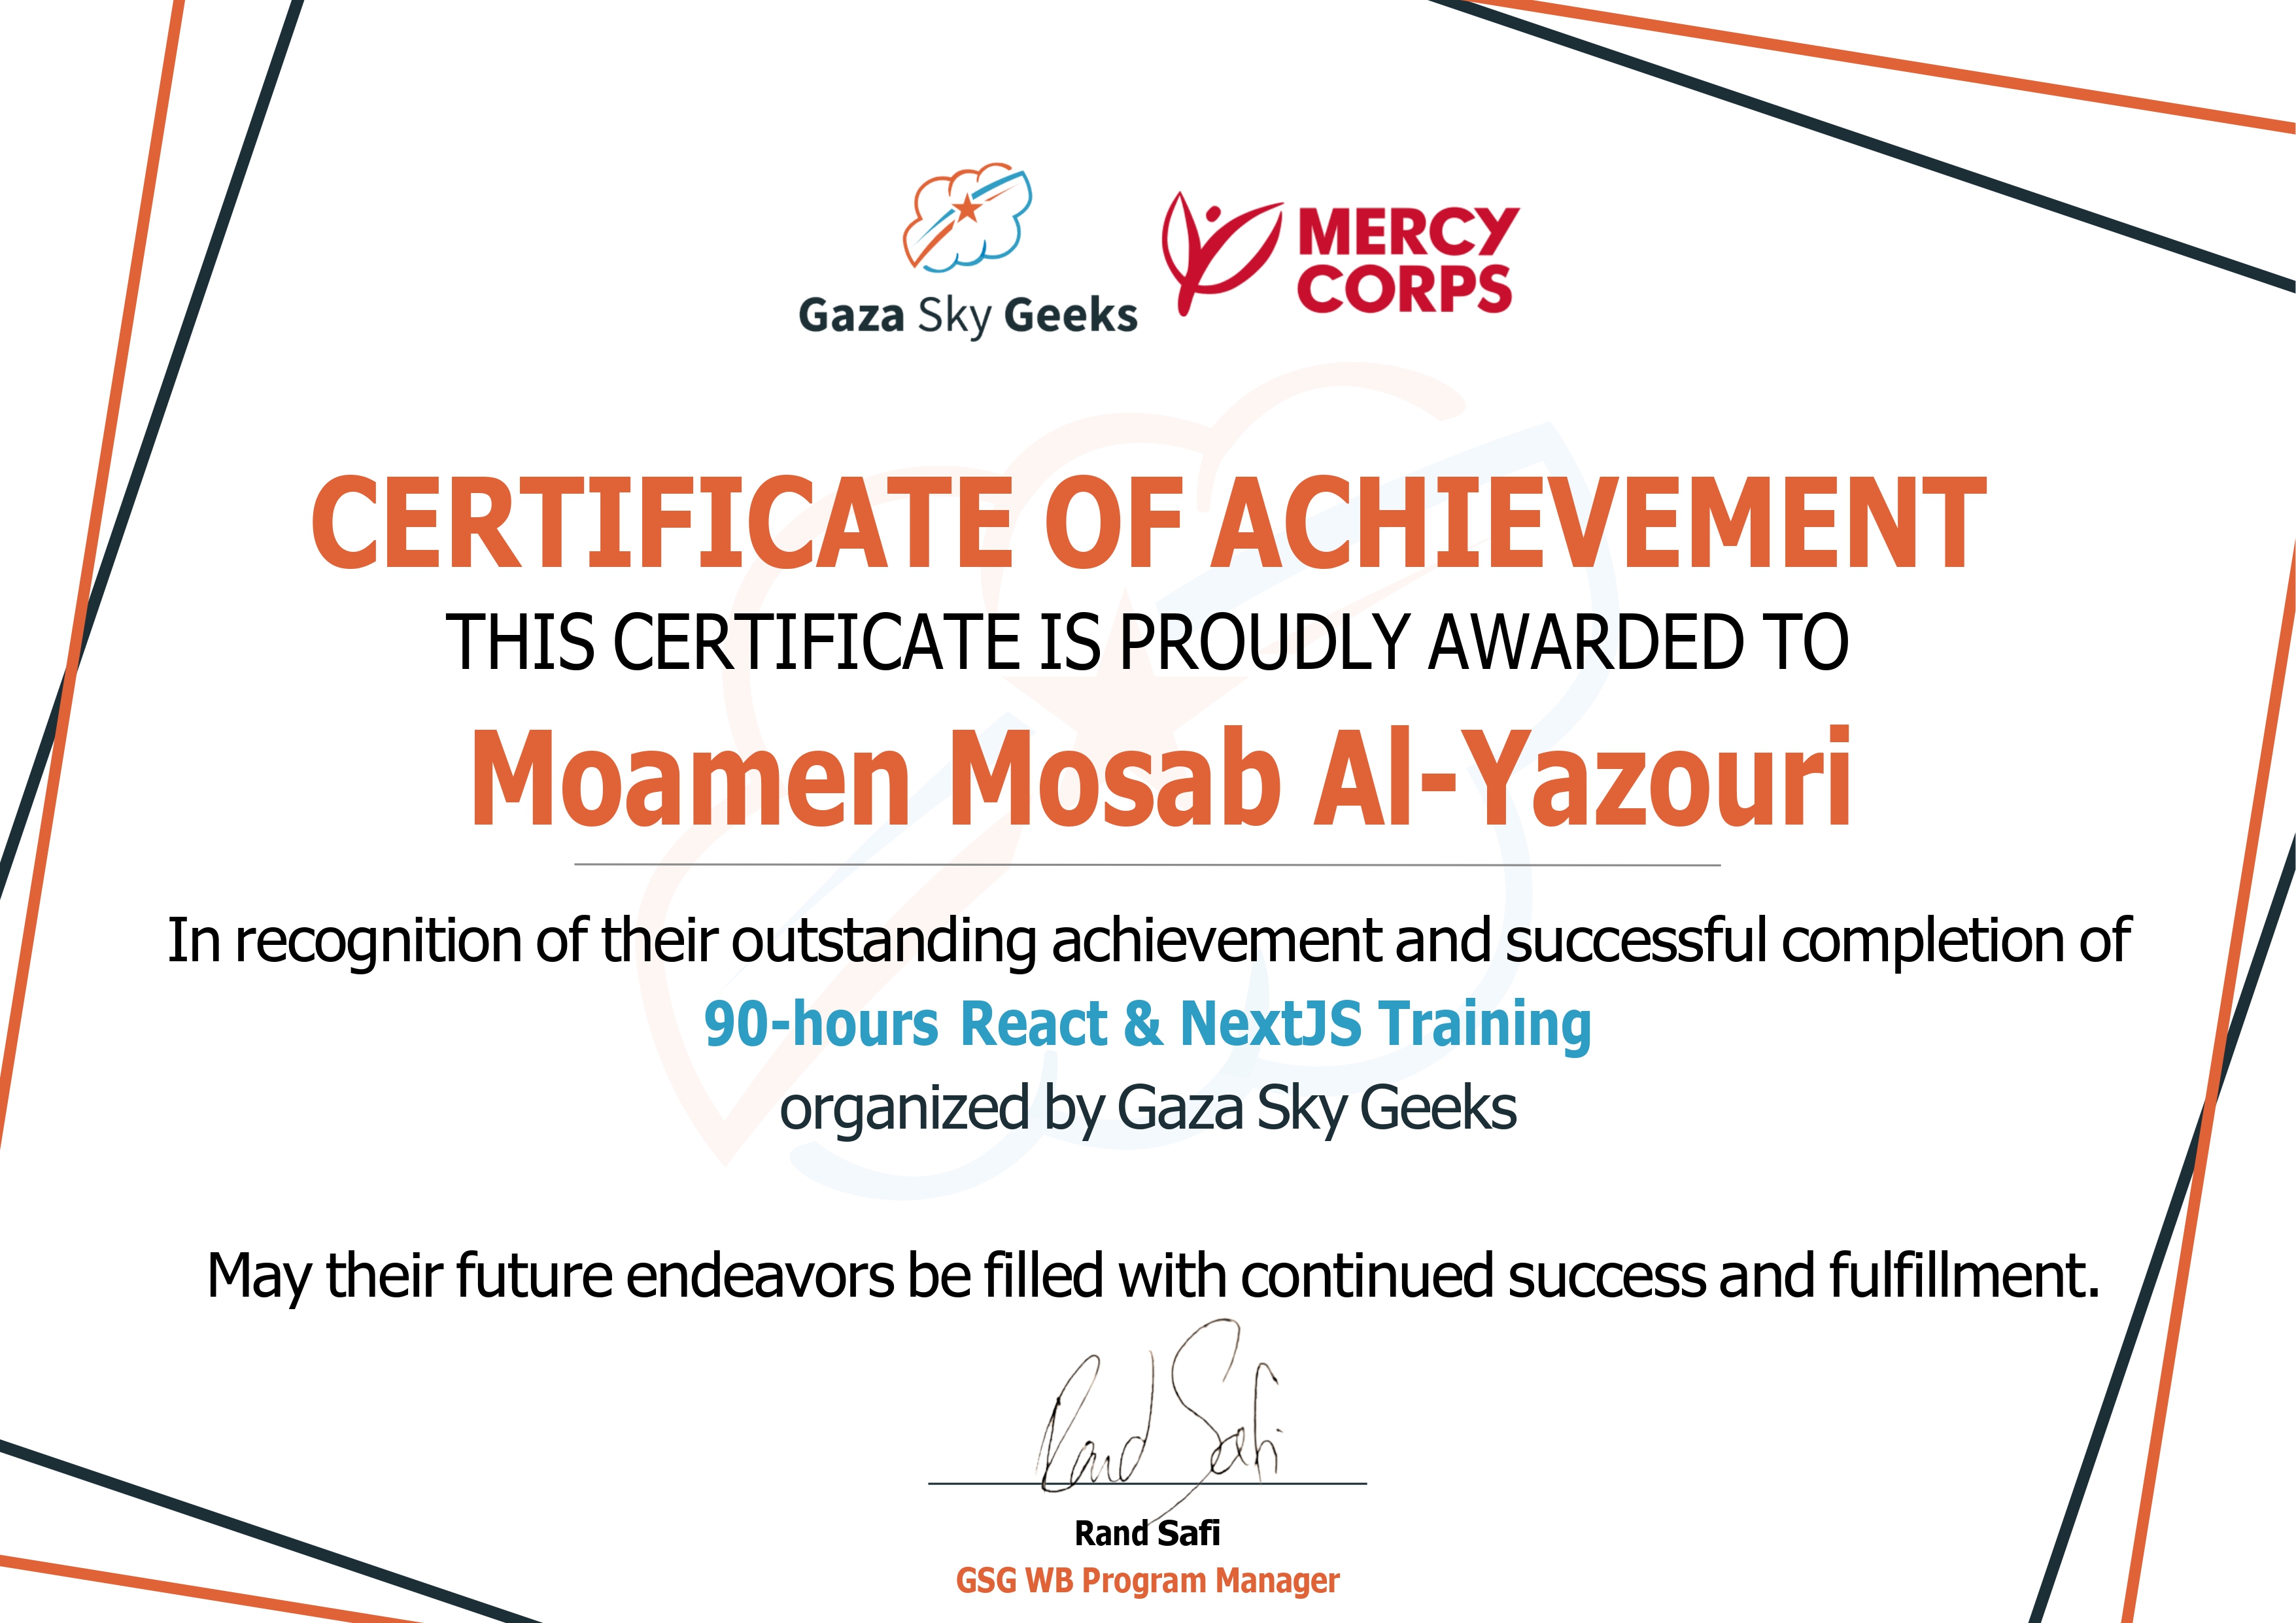 Gaza Sky Geeks
MERCY
CORPS
CERTIFICATE OF ACHIEVEMENT
THIS CERTIFICATE IS PROUDLY AWARDED TO
Moamen Mosab Al-Yazouri
In recognition of their outstanding achievement and successful completion of
90-hours React & NextJS Training
organized by Gaza Sky Geeks
May their future endeavors be filled with continued success and fulfillment.
Rand Safi
Rand Safi
GSG WB Program Manager